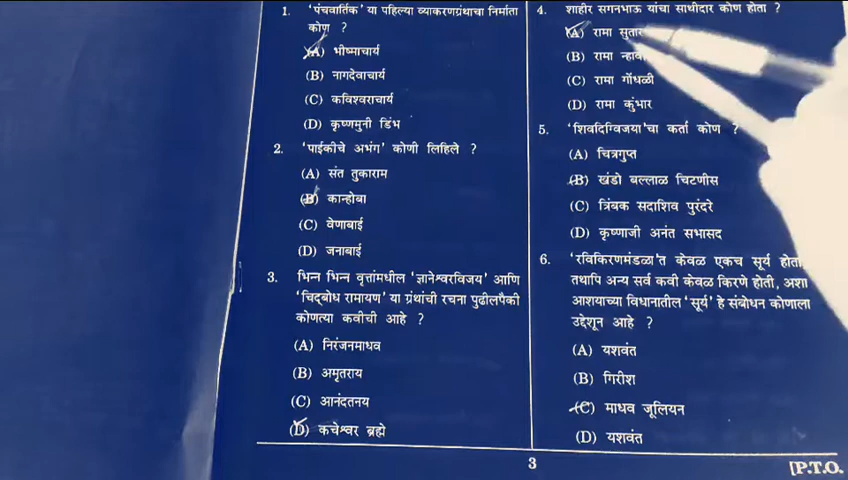 1. 'पंचवार्तिक' या पहिल्या व्याकरणग्रंथाचा निर्माता
कोण ?
(A) भीष्माचार्य
(B) नागदेवाचार्य
(C) कविश्वराचार्य
(D) कृष्णमुनी डिंभ
2. 'पाईकीचे अभंग' कोणी लिहिले ?
(A) संत तुकाराम
(B) कान्होबा
(C) वेणाबाई
(D) जनाबाई
3. भिन्न भिन्न वृत्तांमधील 'ज्ञानेश्वरविजय' आणि
'चिद्‌बोध रामायण' या ग्रंथांची रचना पुढीलपैकी
कोणत्या कवीची आहे ?
(A) निरंजनमाधव
(B) अमृतराय
(C) आनंदतनय
(D) कचेश्वर ब्रह्मे
4. शाहीर सगनभाऊ यांचा साथीदार कोण होता ?
(A) रामा सुतार
(B) रामा न्हावी
(C) रामा गोंधळी
(D) रामा कुंभार
5. 'शिवदिग्विजया'चा कर्ता कोण ?
(A) चित्रगुप्त
(B) खंडो बल्लाळ चिटणीस
(C) त्रिंबक सदाशिव पुरंदरे
(D) कृष्णाजी अनंत सभासद
6. 'रविकिरणमंडळा'त केवळ एकच सूर्य होता,
तथापि अन्य सर्व कवी केवळ किरणे होती, अशा
आशयाच्या विधानातील 'सूर्य' हे संबोधन कोणाला
उद्देशून आहे ?
(A) यशवंत
(B) गिरीश
(C) माधव जूलियन
(D) यशवंत
3
[P.T.O.